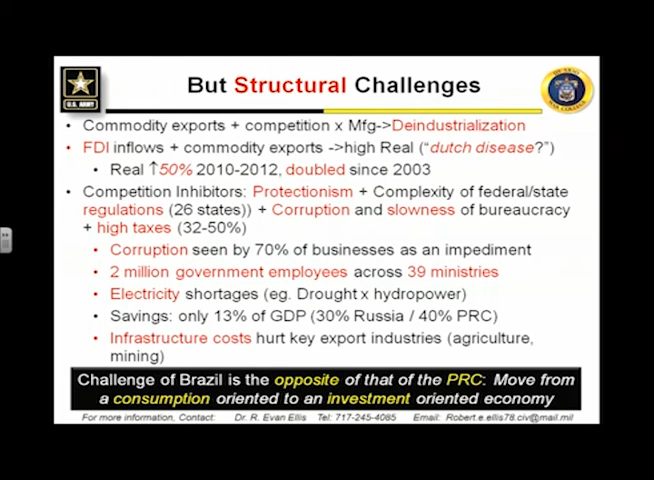 But Structural Challenges
U.S. ARMY
• Commodity exports + competition x Mfg->Deindustrialization
• FDI inflows + commodity exports ->high Real ("dutch disease?")
• Real ↑50% 2010-2012, doubled since 2003
• Competition Inhibitors: Protectionism + Complexity of federal/state
regulations (26 states)) + Corruption and slowness of bureaucracy
+ high taxes (32-50%)
• Corruption seen by 70% of businesses as an impediment
• 2 million government employees across 39 ministries
• Electricity shortages (eg. Drought x hydropower)
• Savings: only 13% of GDP (30% Russia / 40% PRC)
• Infrastructure costs hurt key export industries (agriculture,
mining)
Challenge of Brazil is the opposite of that of the PRC: Move from
a consumption oriented to an investment oriented economy
For more information, Contact: Dr. R. Evan Ellis Tel: 717-245-4085 Email: Robert.e.ellis78.civ@mail.mil